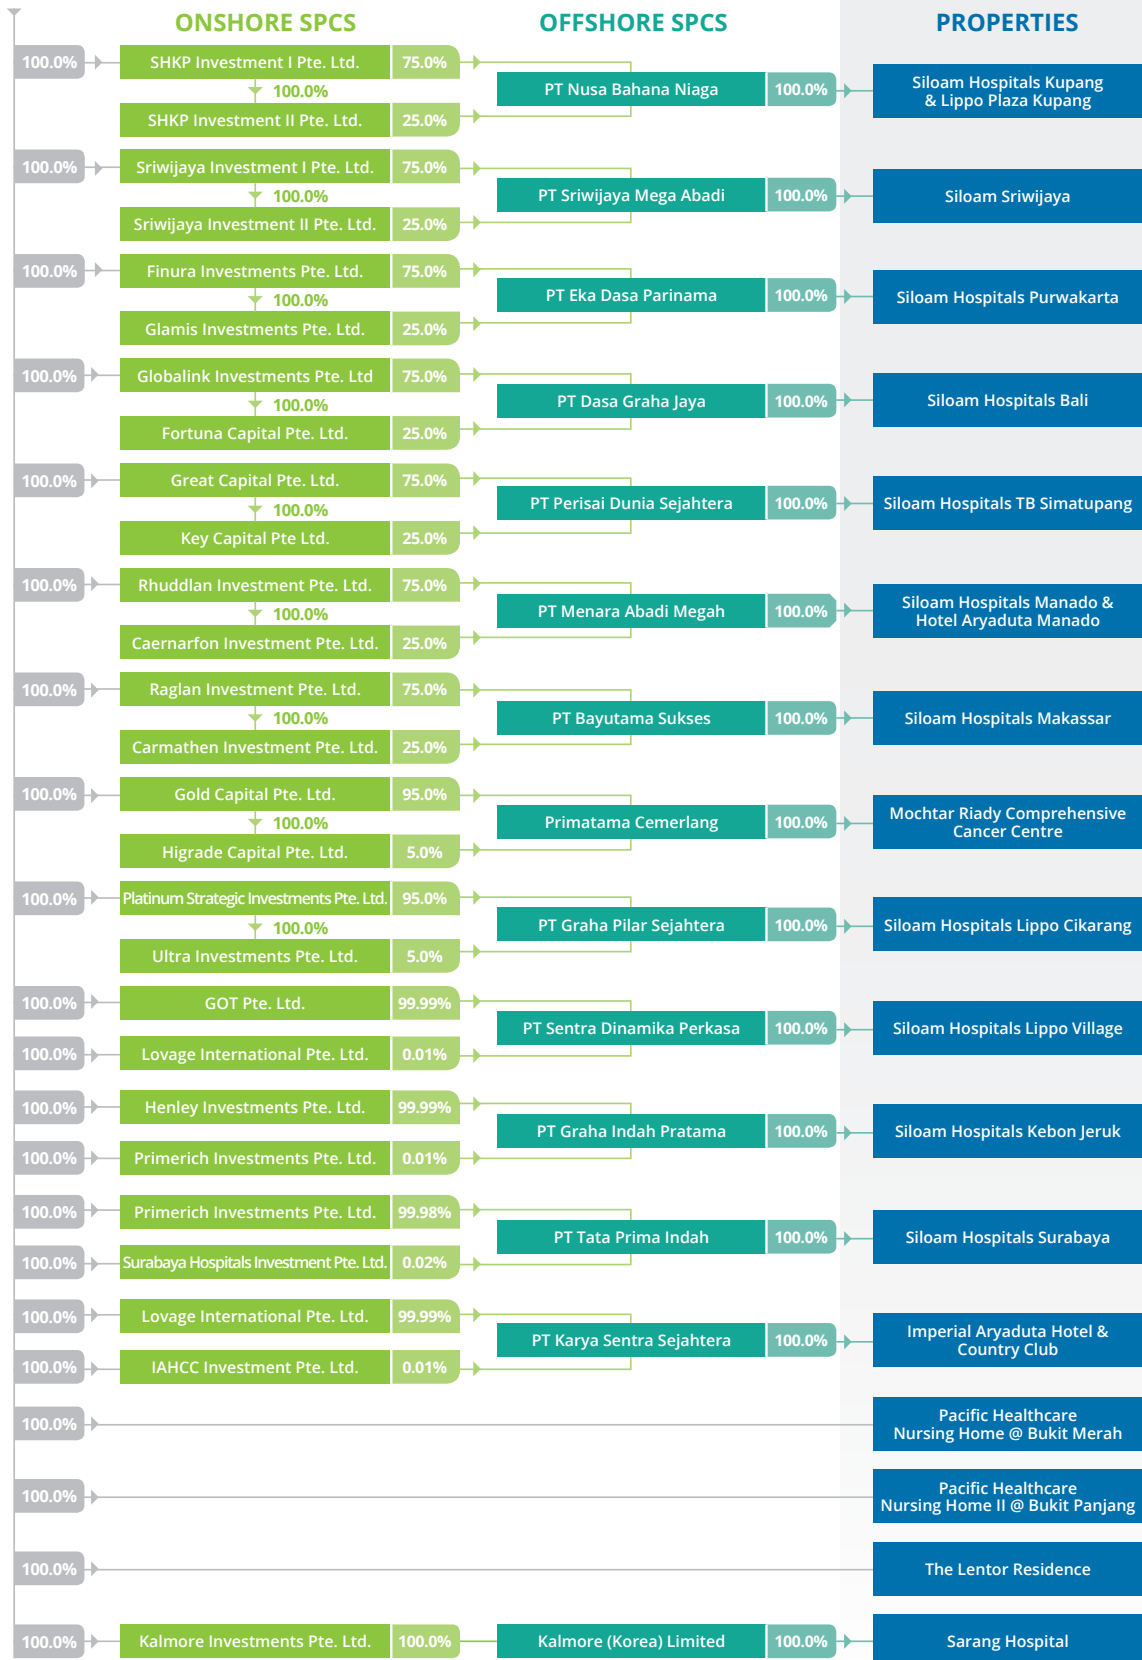 ONSHORE SPCS
OFFSHORE SPCS
PROPERTIES
100.0%
SHKP Investment I Pte. Ltd.
75.0%
100.0%
SHKP Investment II Pte. Ltd.
25.0%
PT Nusa Bahana Niaga
100.0%
Siloam Hospitals Kupang
& Lippo Plaza Kupang
100.0%
Sriwijaya Investment I Pte. Ltd.
75.0%
100.0%
Sriwijaya Investment II Pte. Ltd.
25.0%
PT Sriwijaya Mega Abadi
100.0%
Siloam Sriwijaya
100.0%
Finura Investments Pte. Ltd.
75.0%
100.0%
Glamis Investments Pte. Ltd.
25.0%
PT Eka Dasa Parinama
100.0%
Siloam Hospitals Purwakarta
100.0%
Globalink Investments Pte. Ltd
75.0%
100.0%
Fortuna Capital Pte. Ltd.
25.0%
PT Dasa Graha Jaya
100.0%
Siloam Hospitals Bali
100.0%
Great Capital Pte. Ltd.
75.0%
100.0%
Key Capital Pte Ltd.
25.0%
PT Perisai Dunia Sejahtera
100.0%
Siloam Hospitals TB Simatupang
100.0%
Rhuddlan Investment Pte. Ltd.
75.0%
100.0%
Caernarfon Investment Pte. Ltd.
25.0%
PT Menara Abadi Megah
100.0%
Siloam Hospitals Manado &
Hotel Aryaduta Manado
100.0%
Raglan Investment Pte. Ltd.
75.0%
100.0%
Carmathen Investment Pte. Ltd.
25.0%
PT Bayutama Sukses
100.0%
Siloam Hospitals Makassar
100.0%
Gold Capital Pte. Ltd.
95.0%
100.0%
Higrade Capital Pte. Ltd.
5.0%
Primatama Cemerlang
100.0%
Mochtar Riady Comprehensive
Cancer Centre
100.0%
Platinum Strategic Investments Pte. Ltd.
95.0%
100.0%
Ultra Investments Pte. Ltd.
5.0%
PT Graha Pilar Sejahtera
100.0%
Siloam Hospitals Lippo Cikarang
100.0%
GOT Pte. Ltd.
99.99%
100.0%
Lovage International Pte. Ltd.
0.01%
PT Sentra Dinamika Perkasa
100.0%
Siloam Hospitals Lippo Village
100.0%
Henley Investments Pte. Ltd.
99.99%
100.0%
Primerich Investments Pte. Ltd.
0.01%
PT Graha Indah Pratama
100.0%
Siloam Hospitals Kebon Jeruk
100.0%
Primerich Investments Pte. Ltd.
99.98%
100.0%
Surabaya Hospitals Investment Pte. Ltd.
0.02%
PT Tata Prima Indah
100.0%
Siloam Hospitals Surabaya
100.0%
Lovage International Pte. Ltd.
99.99%
100.0%
IAHCC Investment Pte. Ltd.
0.01%
PT Karya Sentra Sejahtera
100.0%
Imperial Aryaduta Hotel &
Country Club
100.0%
Pacific Healthcare
Nursing Home @ Bukit Merah
100.0%
Pacific Healthcare
Nursing Home II @ Bukit Panjang
100.0%
The Lentor Residence
100.0%
Kalmore Investments Pte. Ltd.
100.0%
Kalmore (Korea) Limited
100.0%
Sarang Hospital